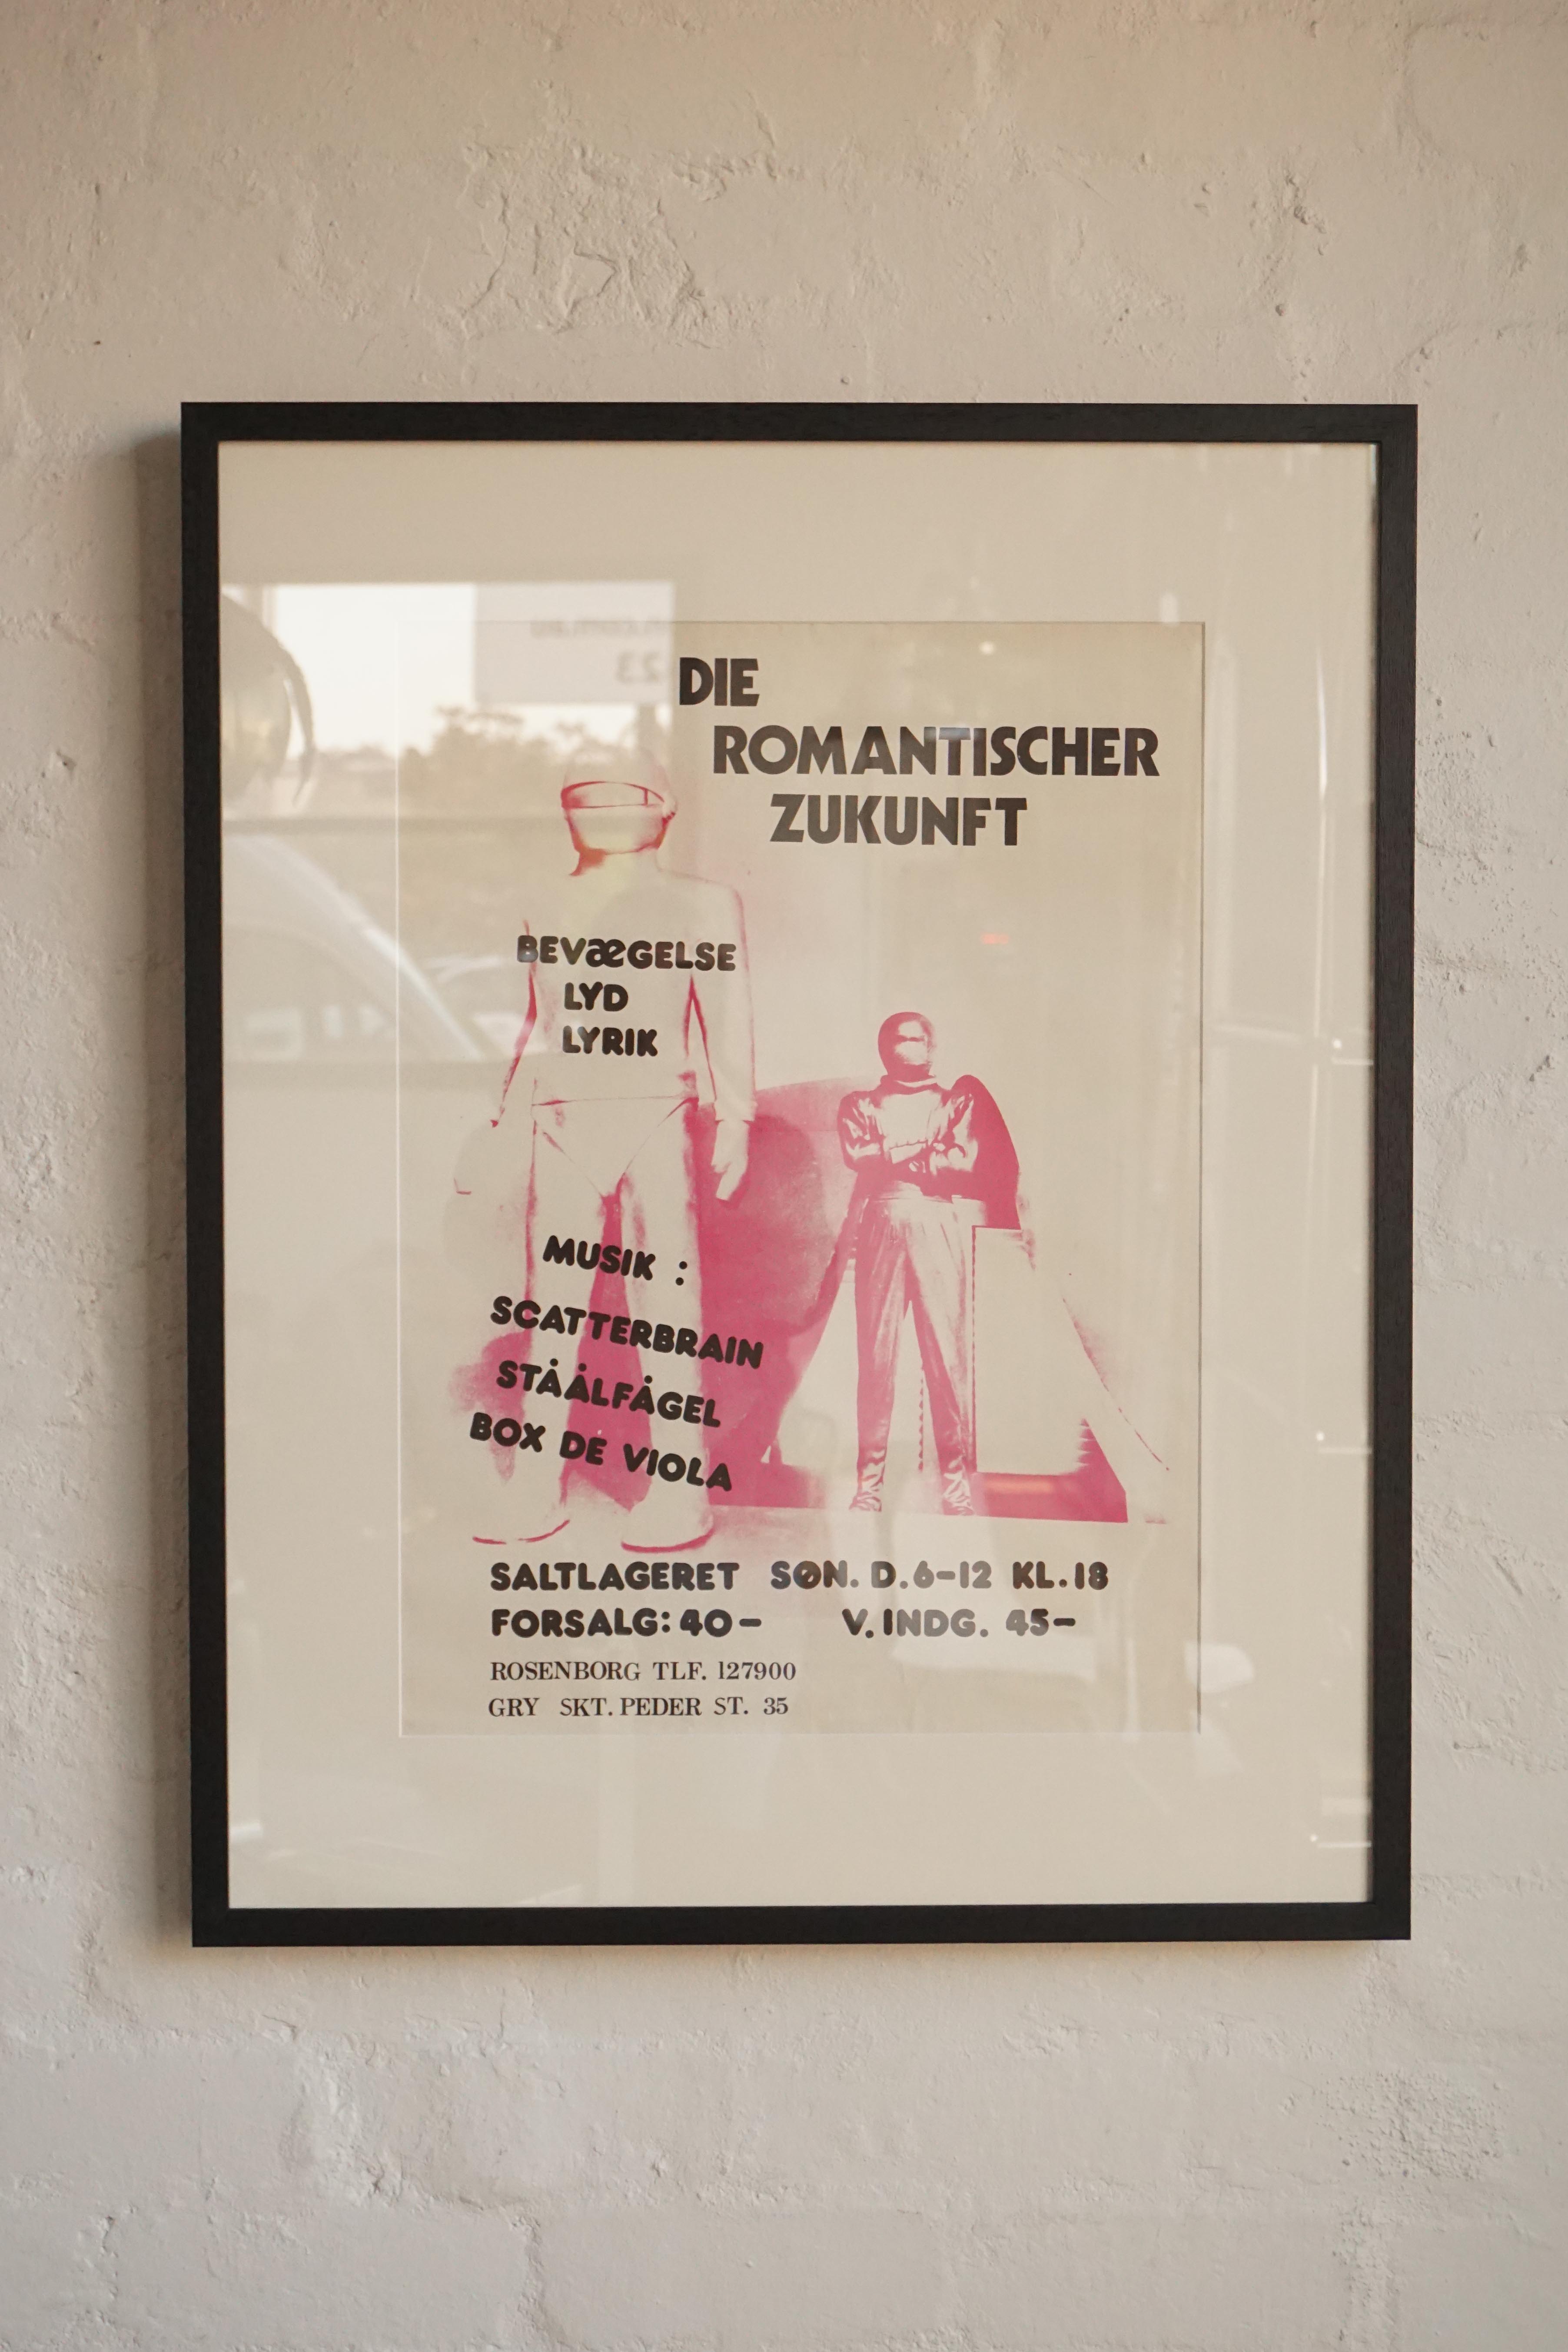 DIE
ROMANTISCHER
ZUKUNFT
BEVæGELSE
LYD
LYRIK
MUSIK :
SCATTERBRAIN
STÅÅLFÅGEL
BOX DE VIOLA
SALTLAGERET SØN. D.6-12 KL.18
FORSALG: 40- V. INDG. 45-
ROSENBORG TLF. 127900
GRY SKT. PEDER ST. 35